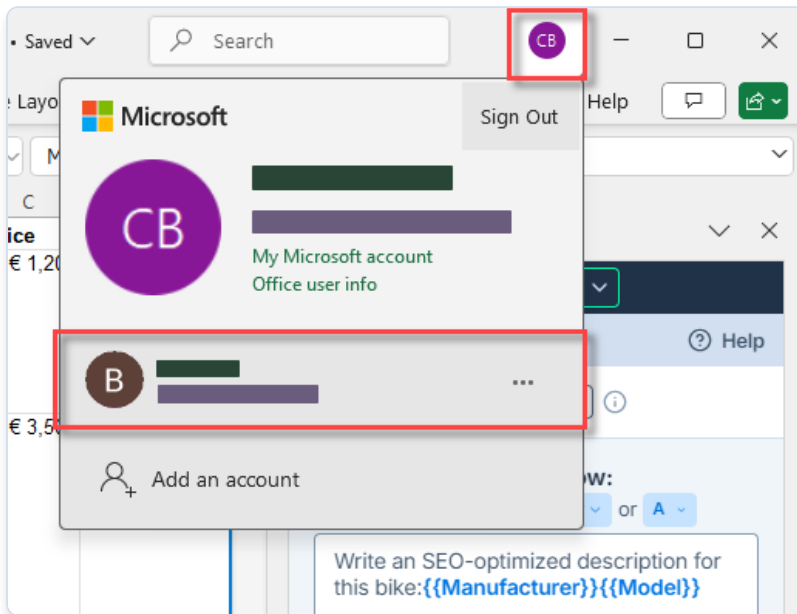 • Saved
Search
CB
Layo
Help
Microsoft
Sign Out
M
C
CB
ice
My Microsoft account
€ 1,20
Office user info
Help
B
...
€ 3,5
Add an account
w:
or
A
Write an SEO-optimized description for
this bike:{{Manufacturer}}{{Model}}